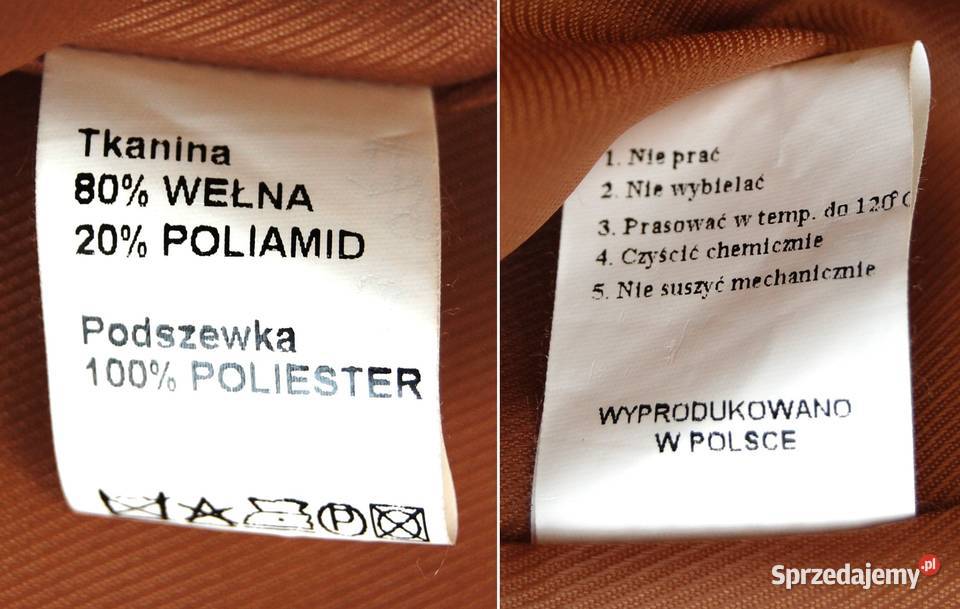 Tkanina
80% WEŁNA
20% POLIAMID
Podszewka
100% POLIESTER
P
1. Nie prać
2. Nie wybielać
3. Prasować w temp. do 120° C
4. Czyścić chemicznie
5. Nie suszyć mechanicznie
WYPRODUKOWANO
W POLSCE
Sprzedajemy.pl